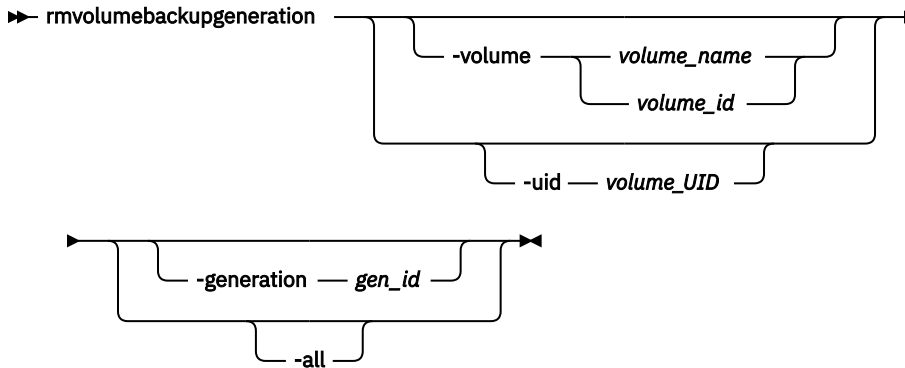 rmvolumebackupgeneration
-volume volume_name
volume_id
-uid volume_UID
-generation gen_id
-all